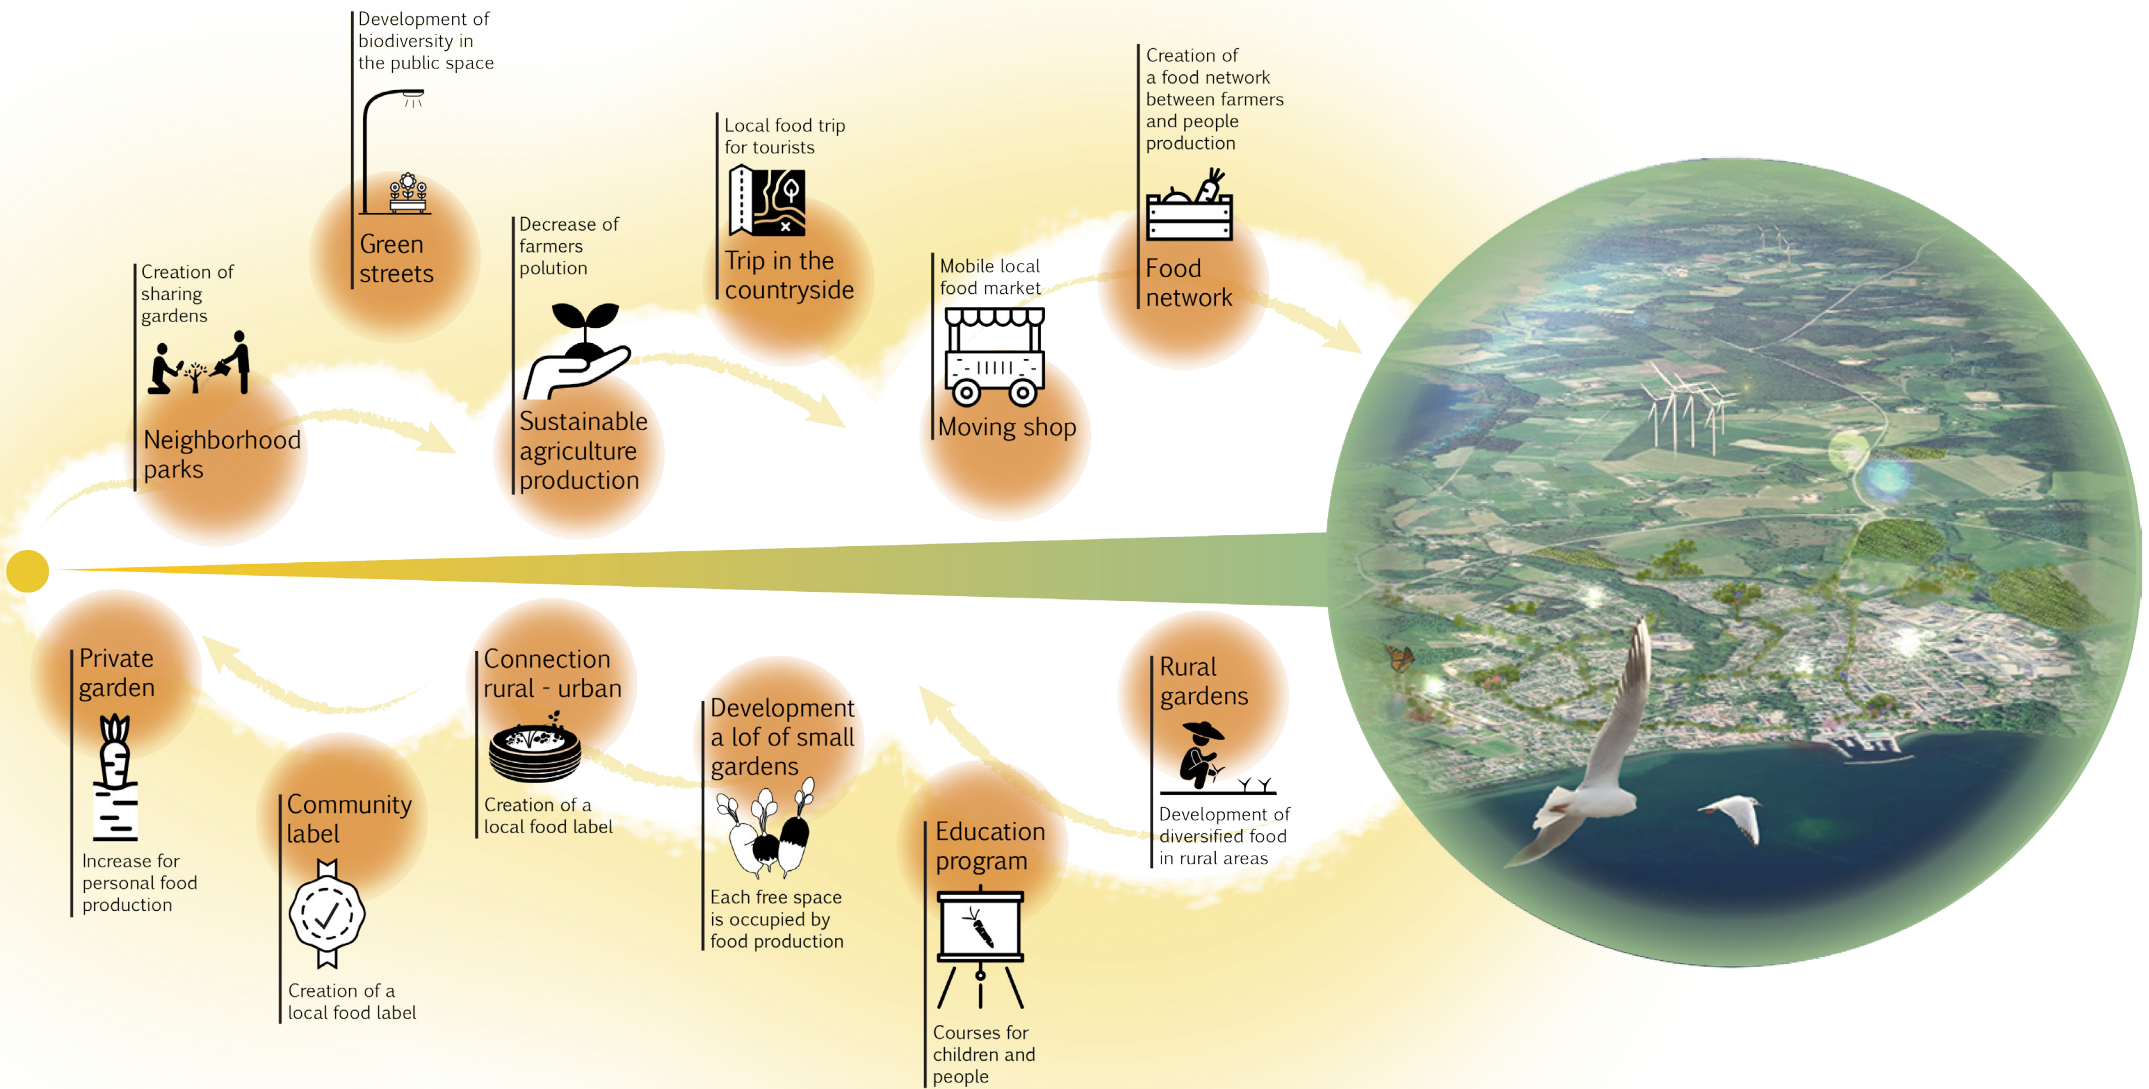 Development of
biodiversity in
the public space
Green
streets
Creation of
sharing
gardens
Neighborhood
parks
Decrease of
farmers
polution
Sustainable
agriculture
production
Local food trip
for tourists
Trip in the
countryside
Mobile local
food market
Moving shop
Creation of
a food network
between farmers
and people
production
Food
network
Private
garden
Increase for
personal food
production
Community
label
Creation of a
local food label
Connection
rural - urban
Creation of a
local food label
Development
a lof of small
gardens
Each free space
is occupied by
food production
Education
program
Courses for
children and
people
Rural
gardens
Development of
diversified food
in rural areas